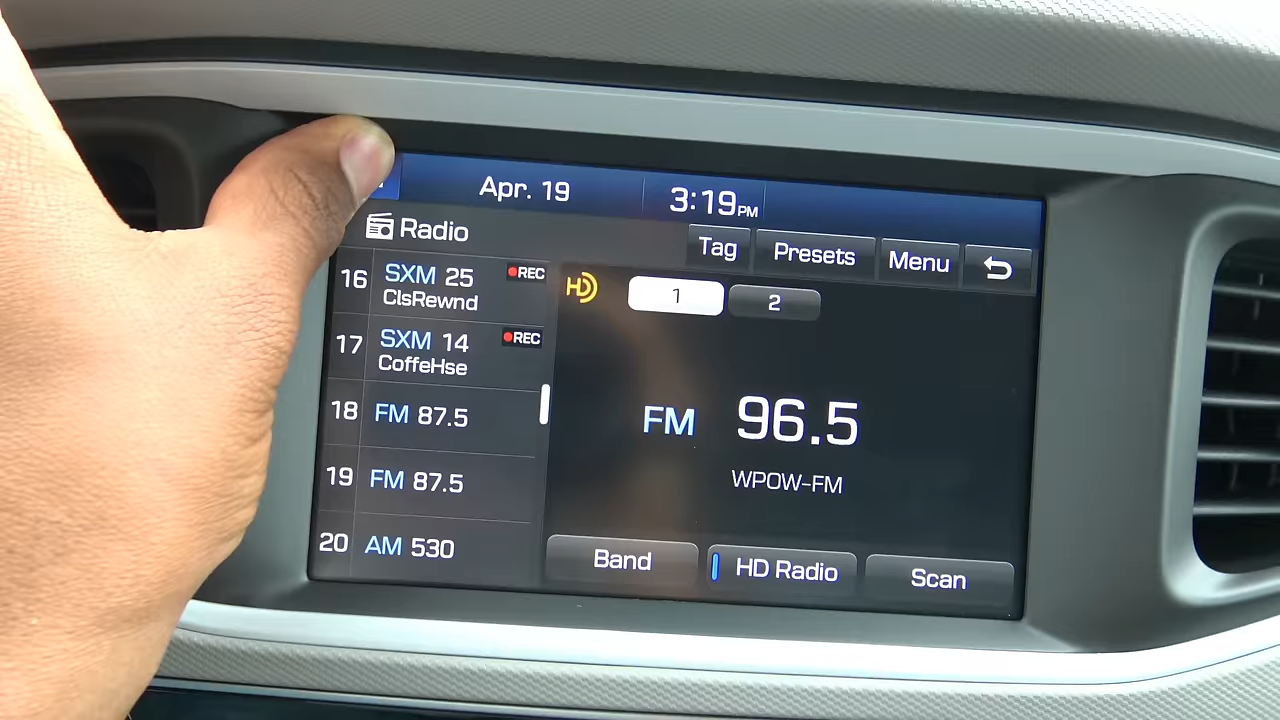 Apr. 19
3:19PM
Radio
Tag
Presets
Menu
16
SXM 25
REC
ClsRewnd
17
SXM 14
REC
CoffeHse
18
FM 87.5
19
FM 87.5
20
AM 530
HD
1
2
FM 96.5
WPOW-FM
Band
HD Radio
Scan